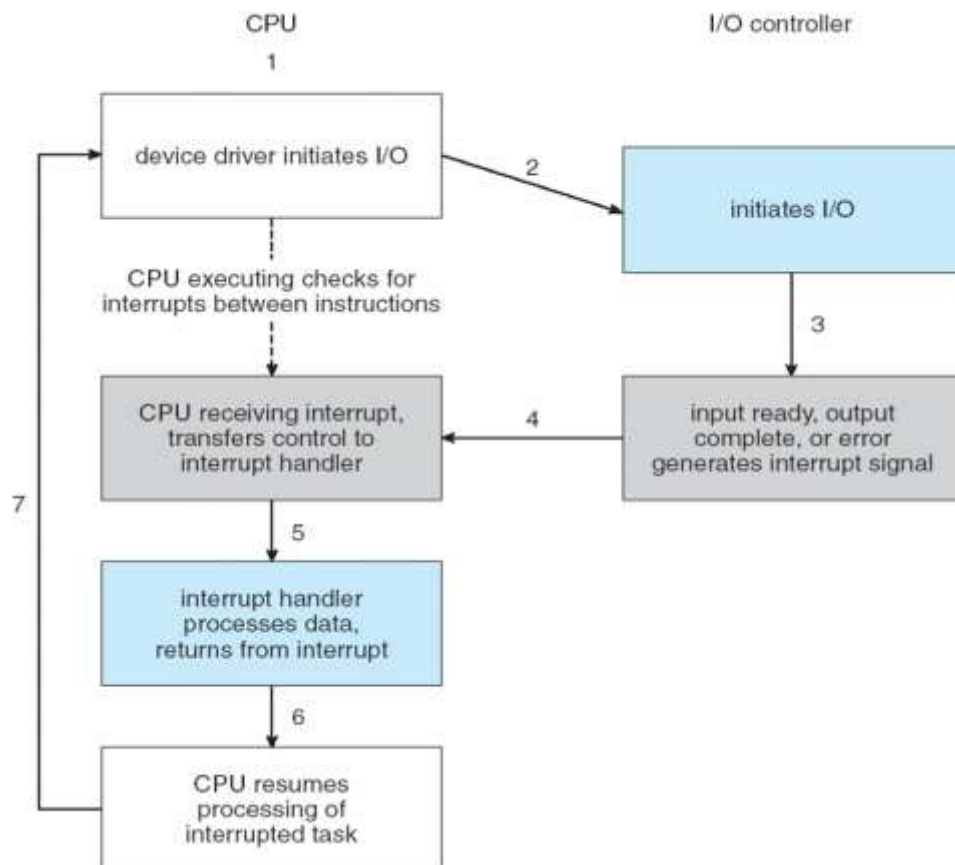 CPU
I/O controller
1
device driver initiates I/O
2
initiates I/O
CPU executing checks for
interrupts between instructions
3
CPU receiving interrupt,
transfers control to
interrupt handler
4
input ready, output
complete, or error
generates interrupt signal
7
5
interrupt handler
processes data,
returns from interrupt
6
CPU resumes
processing of
interrupted task